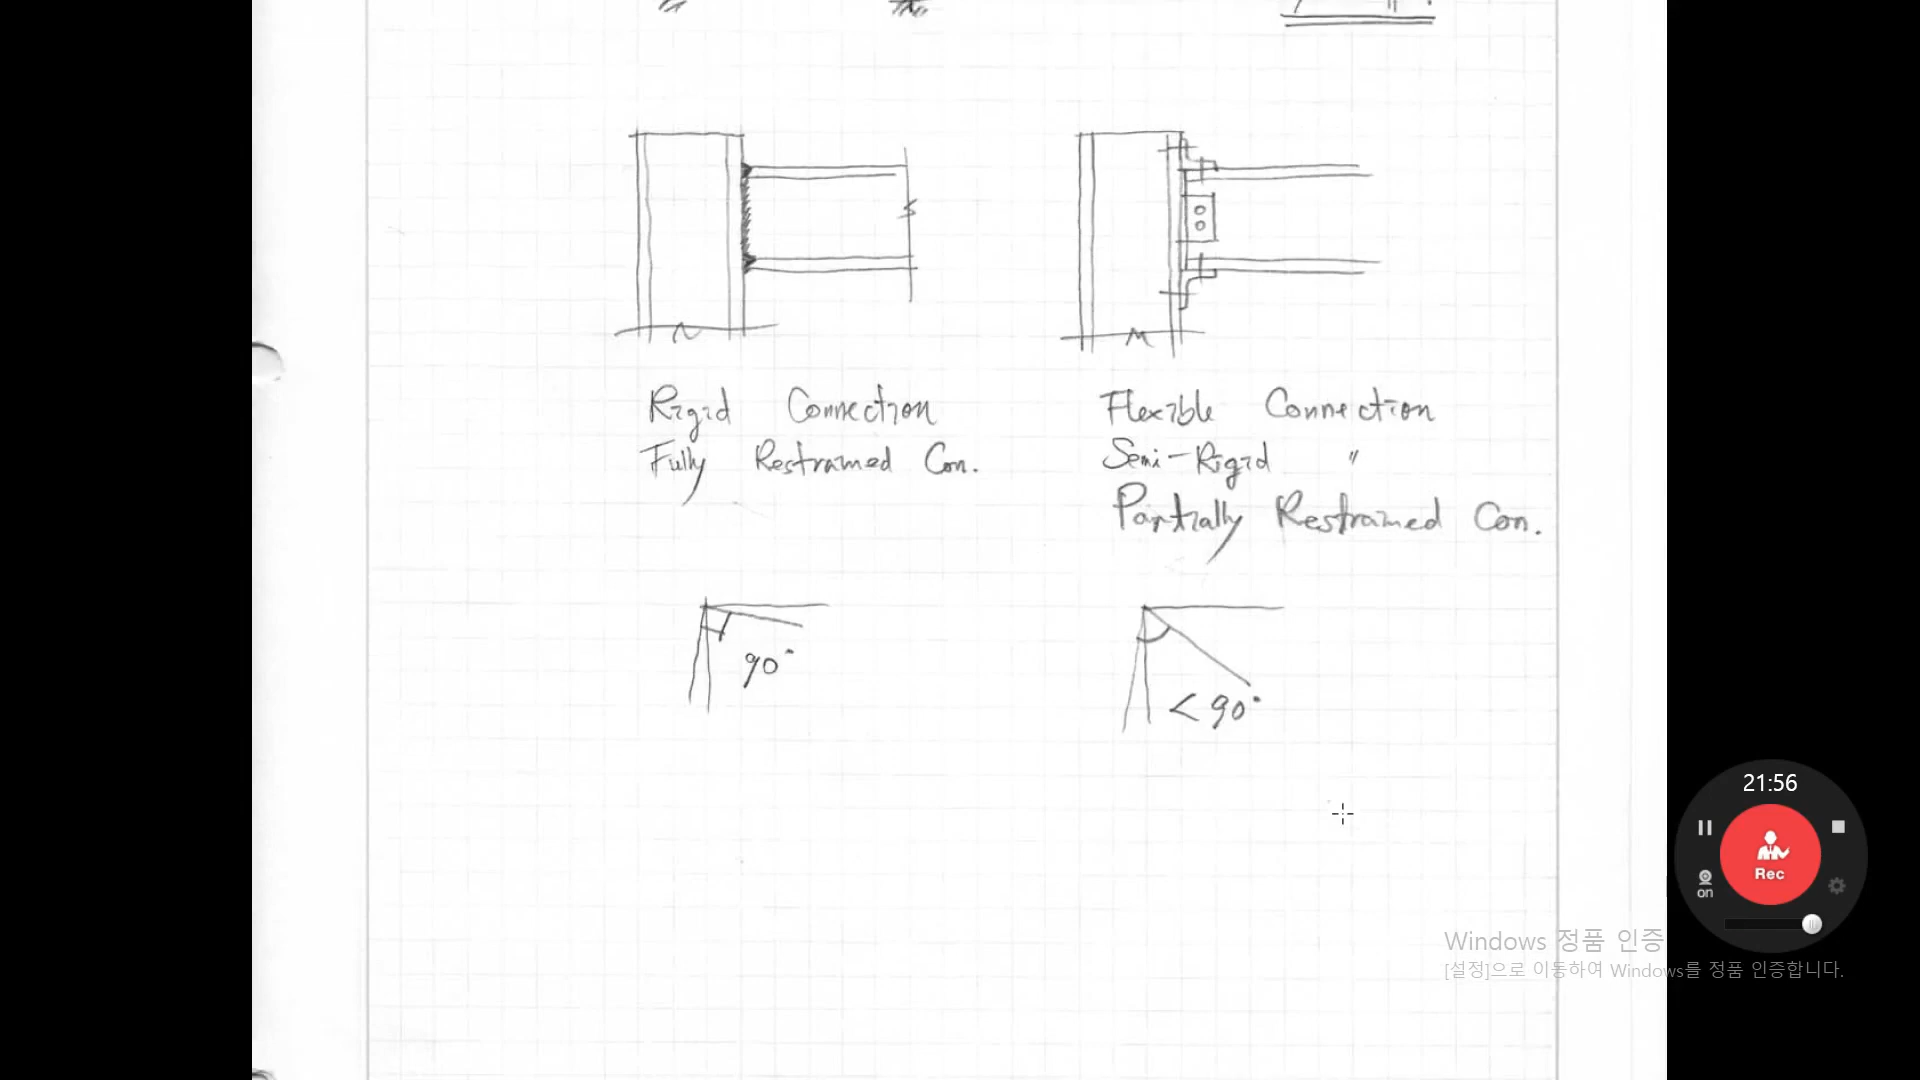 Rigid Connection
Fully Restrained Con.
Flexible Connection
Semi-Rigid "
Partially Restrained Con.
90°
< 90°
21:56
Rec
on
Windows 정품 인증
[설정]으로 이동하여 Windows를 정품 인증합니다.